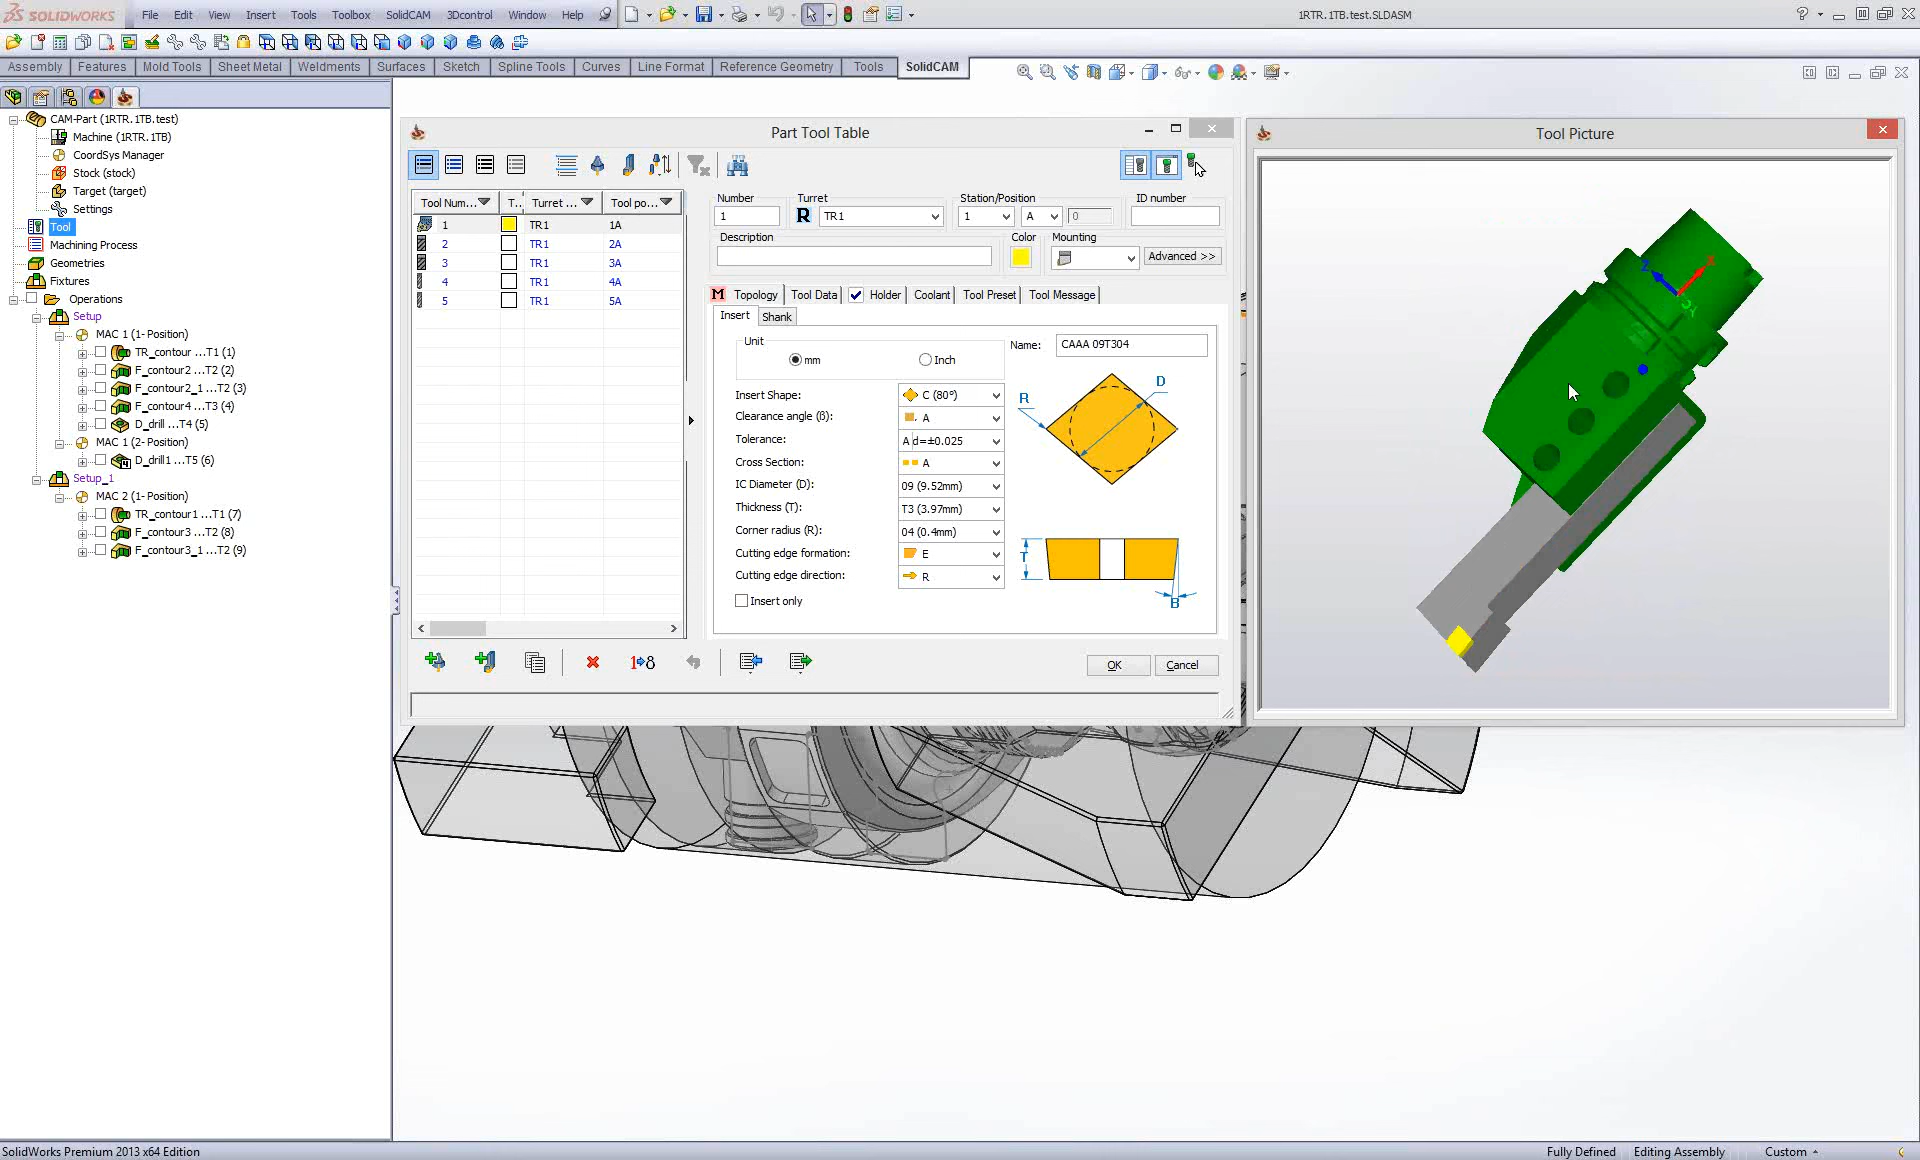 SOLIDWORKS
File Edit View Insert Tools Toolbox SolidCAM 3Dcontrol Window Help
1RTR.1TB.test.SLDASM
Assembly Features Mold Tools Sheet Metal Weldments Surfaces Sketch Spline Tools Curves Line Format Reference Geometry Tools SolidCAM
CAM-Part (1RTR.1TB.test)
Machine (1RTR.1TB)
CoordSys Manager
Stock (stock)
Target (target)
Settings
Tool
Machining Process
Geometries
Fixtures
Operations
Setup
MAC 1 (1- Position)
TR_contour ...T1 (1)
F_contour2 ...T2 (2)
F_contour2_1 ...T2 (3)
F_contour4 ...T3 (4)
D_drill ...T4 (5)
MAC 1 (2- Position)
D_drill1 ...T5 (6)
Setup_1
MAC 2 (1- Position)
TR_contour1 ...T1 (7)
F_contour3 ...T2 (8)
F_contour3_1 ...T2 (9)
Part Tool Table
Tool Num... T.. Turret ... Tool po...
1 TR1 1A
2 TR1 2A
3 TR1 3A
4 TR1 4A
5 TR1 5A
Number Turret Station/Position ID number
1 R TR1 1 A 0
Description Color Mounting
Advanced >>
M Topology Tool Data Holder Coolant Tool Preset Tool Message
Insert Shank
Unit
mm Inch
Name: CAAA 09T304
Insert Shape: C (80°)
Clearance angle (β): A
Tolerance: A d=±0.025
Cross Section: A
IC Diameter (D): 09 (9.52mm)
Thickness (T): T3 (3.97mm)
Corner radius (R): 04 (0.4mm)
Cutting edge formation: E
Cutting edge direction: R
Insert only
R
D
T
B
1 8
OK Cancel
Tool Picture
Z
X
Y
SolidWorks Premium 2013 x64 Edition
Fully Defined Editing Assembly Custom